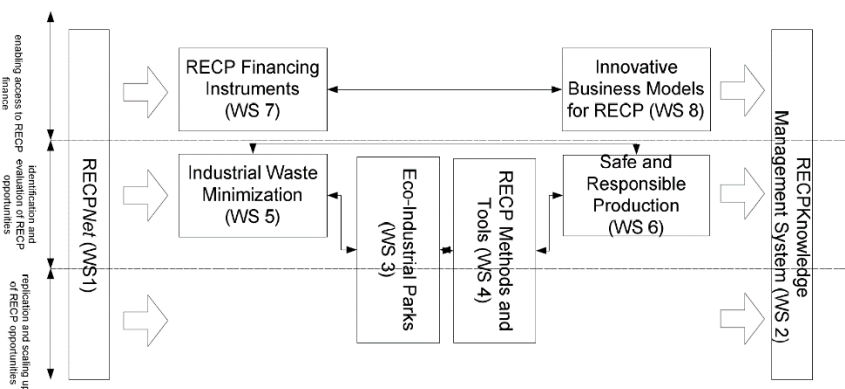 enabling access to RECP
finance
identification and
evaluation of RECP
opportunities
replication and scaling up
of RECP opportunities
RECPNet (WS1)
RECP Financing
Instruments
(WS 7)
Innovative
Business Models
for RECP (WS 8)
Industrial Waste
Minimization
(WS 5)
Eco-Industrial Parks
(WS 3)
RECP Methods and
Tools (WS 4)
Safe and
Responsible
Production
(WS 6)
RECPKnowledge
Management System (WS 2)